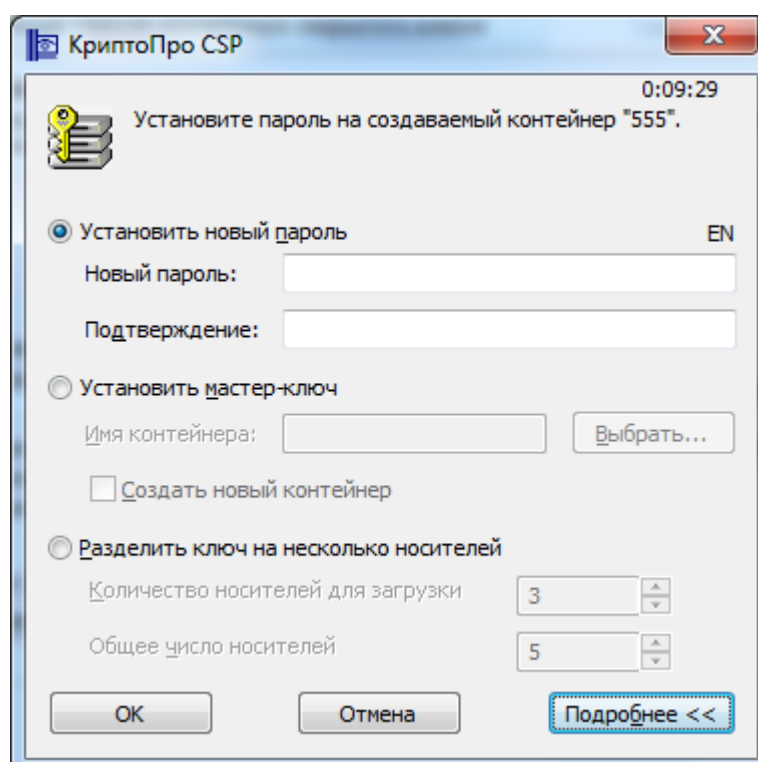 КриптоПро CSP
0:09:29
Установите пароль на создаваемый контейнер "555".
Установить новый пароль EN
Новый пароль:
Подтверждение:
Установить мастер-ключ
Имя контейнера: Выбрать...
Создать новый контейнер
Разделить ключ на несколько носителей
Количество носителей для загрузки 3
Общее число носителей 5
ОК Отмена Подробнее <<